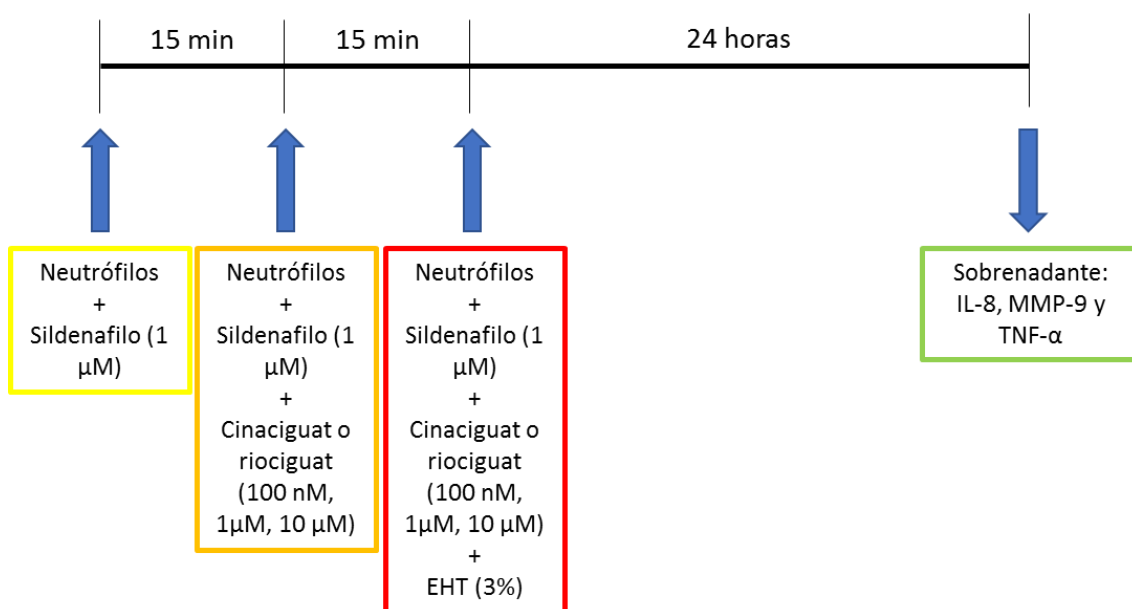 15 min
15 min
24 horas
Neutrófilos
+
Sildenafilo (1
μM)
Neutrófilos
+
Sildenafilo (1
μM)
+
Cinaciguat o
riociguat
(100 nM,
1μM, 10 μM)
Neutrófilos
+
Sildenafilo (1
μM)
+
Cinaciguat o
riociguat
(100 nM,
1μM, 10 μM)
+
EHT (3%)
Sobrenadante:
IL-8, MMP-9 y
TNF-α